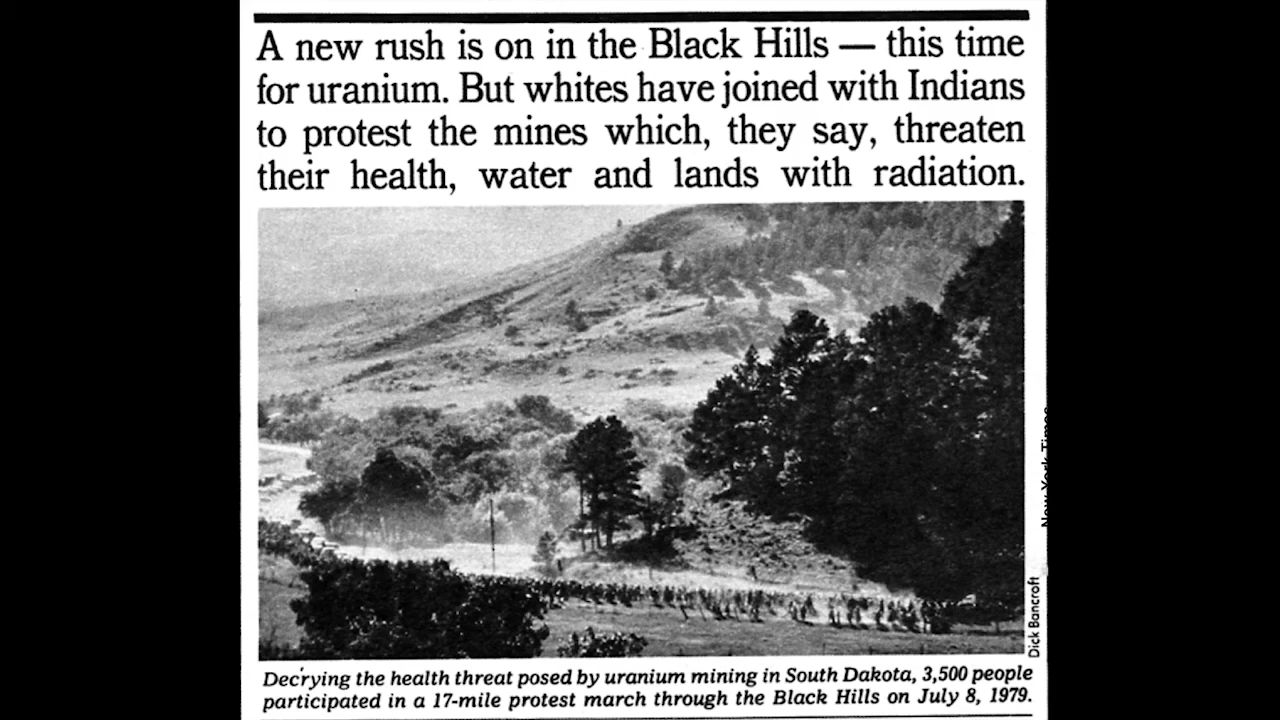 A new rush is on in the Black Hills — this time
for uranium. But whites have joined with Indians
to protest the mines which, they say, threaten
their health, water and lands with radiation.
New York Times
Dick Bancroft
Decrying the health threat posed by uranium mining in South Dakota, 3,500 people
participated in a 17-mile protest march through the Black Hills on July 8, 1979.